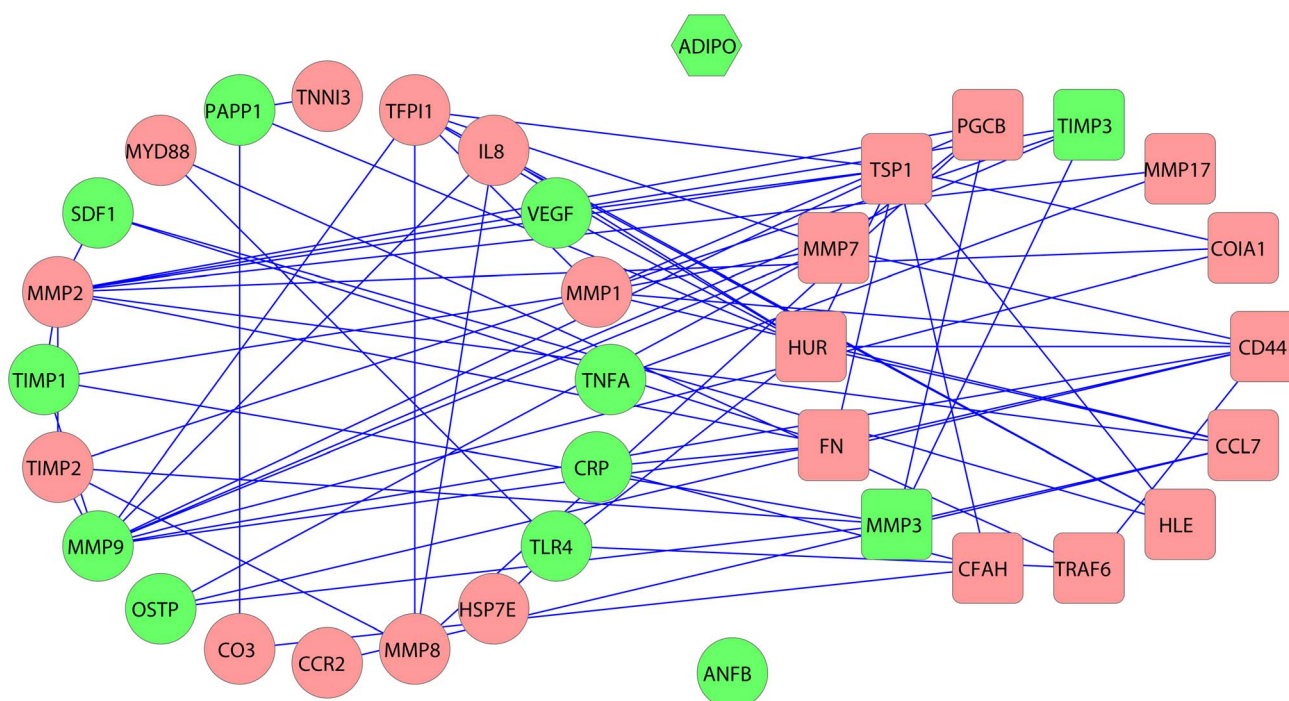 ADIPO
PAPP1
TNNI3
TFPI1
PGCB
TIMP3
MYD88
IL8
TSP1
MMP17
SDF1
VEGF
MMP7
COIA1
MMP2
MMP1
HUR
CD44
TIMP1
TNFA
TIMP2
CRP
FN
CCL7
MMP9
TLR4
MMP3
HLE
OSTP
HSP7E
CFAH
TRAF6
CO3
CCR2
MMP8
ANFB